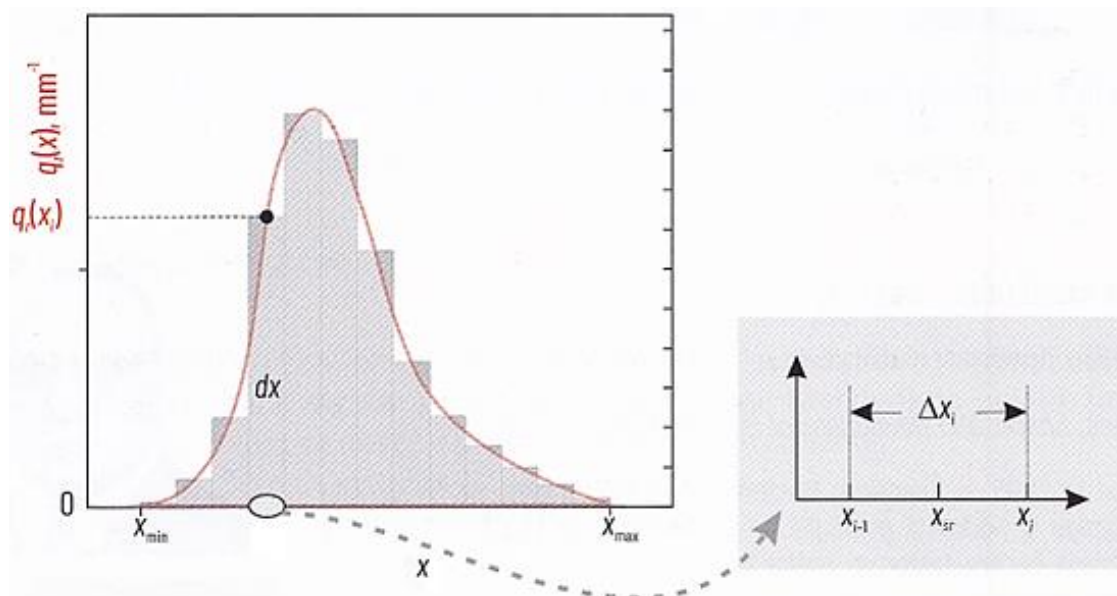 qᵣ(x), mm⁻¹
qᵣ(xᵢ)
dx
0
xmin
xmax
x
Δxᵢ
xᵢ₋₁
xsr
xᵢ